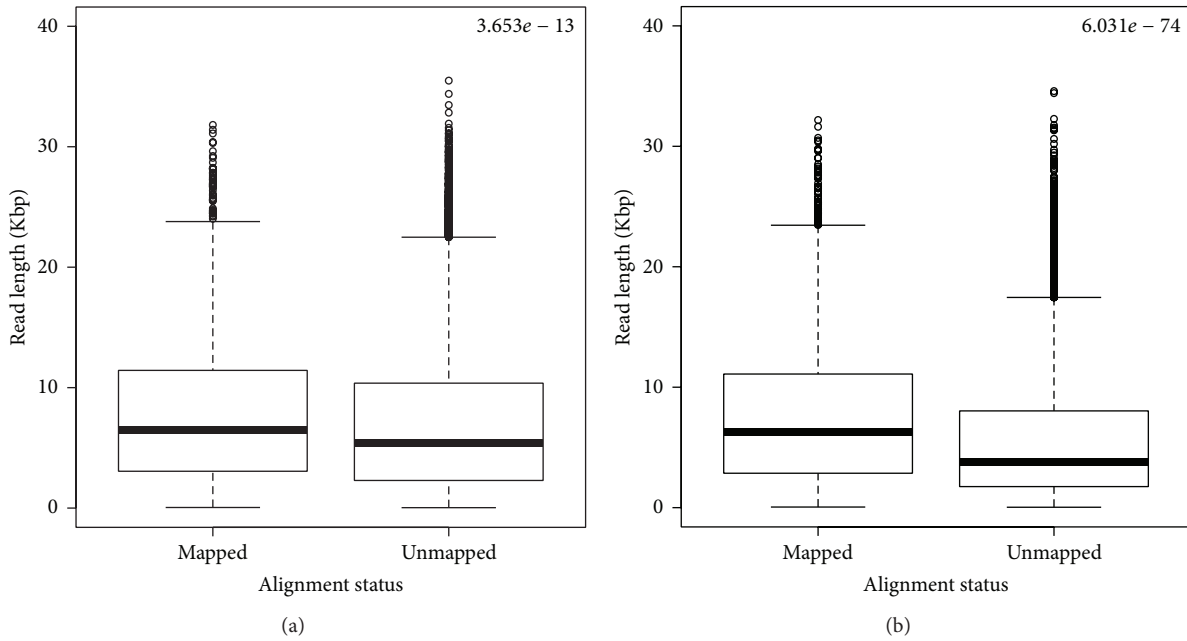 3.653e − 13
40
30
20
10
0
Read length (Kbp)
Mapped Unmapped
Alignment status
(a)
6.031e − 74
40
30
20
10
0
Read length (Kbp)
Mapped Unmapped
Alignment status
(b)